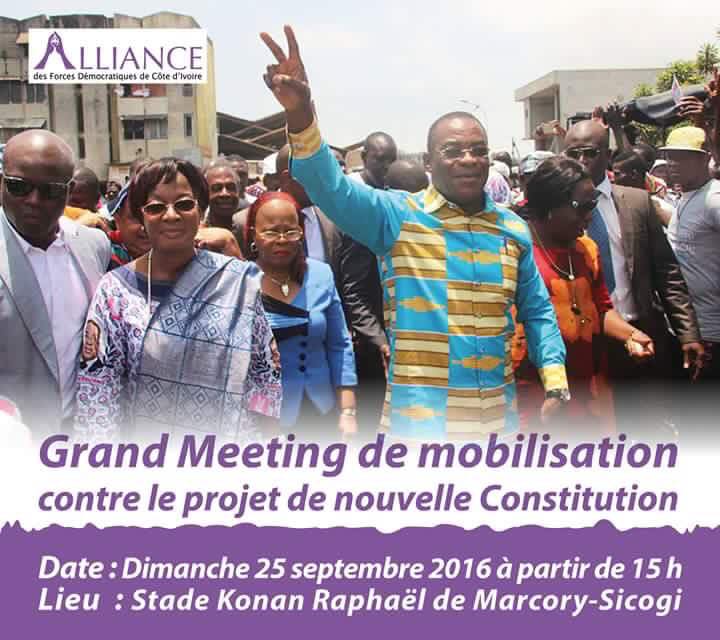 ALLIANCE
des Forces Démocratiques de Côte d'Ivoire
Grand Meeting de mobilisation
contre le projet de nouvelle Constitution
Date : Dimanche 25 septembre 2016 à partir de 15 h
Lieu : Stade Konan Raphaël de Marcory-Sicogi